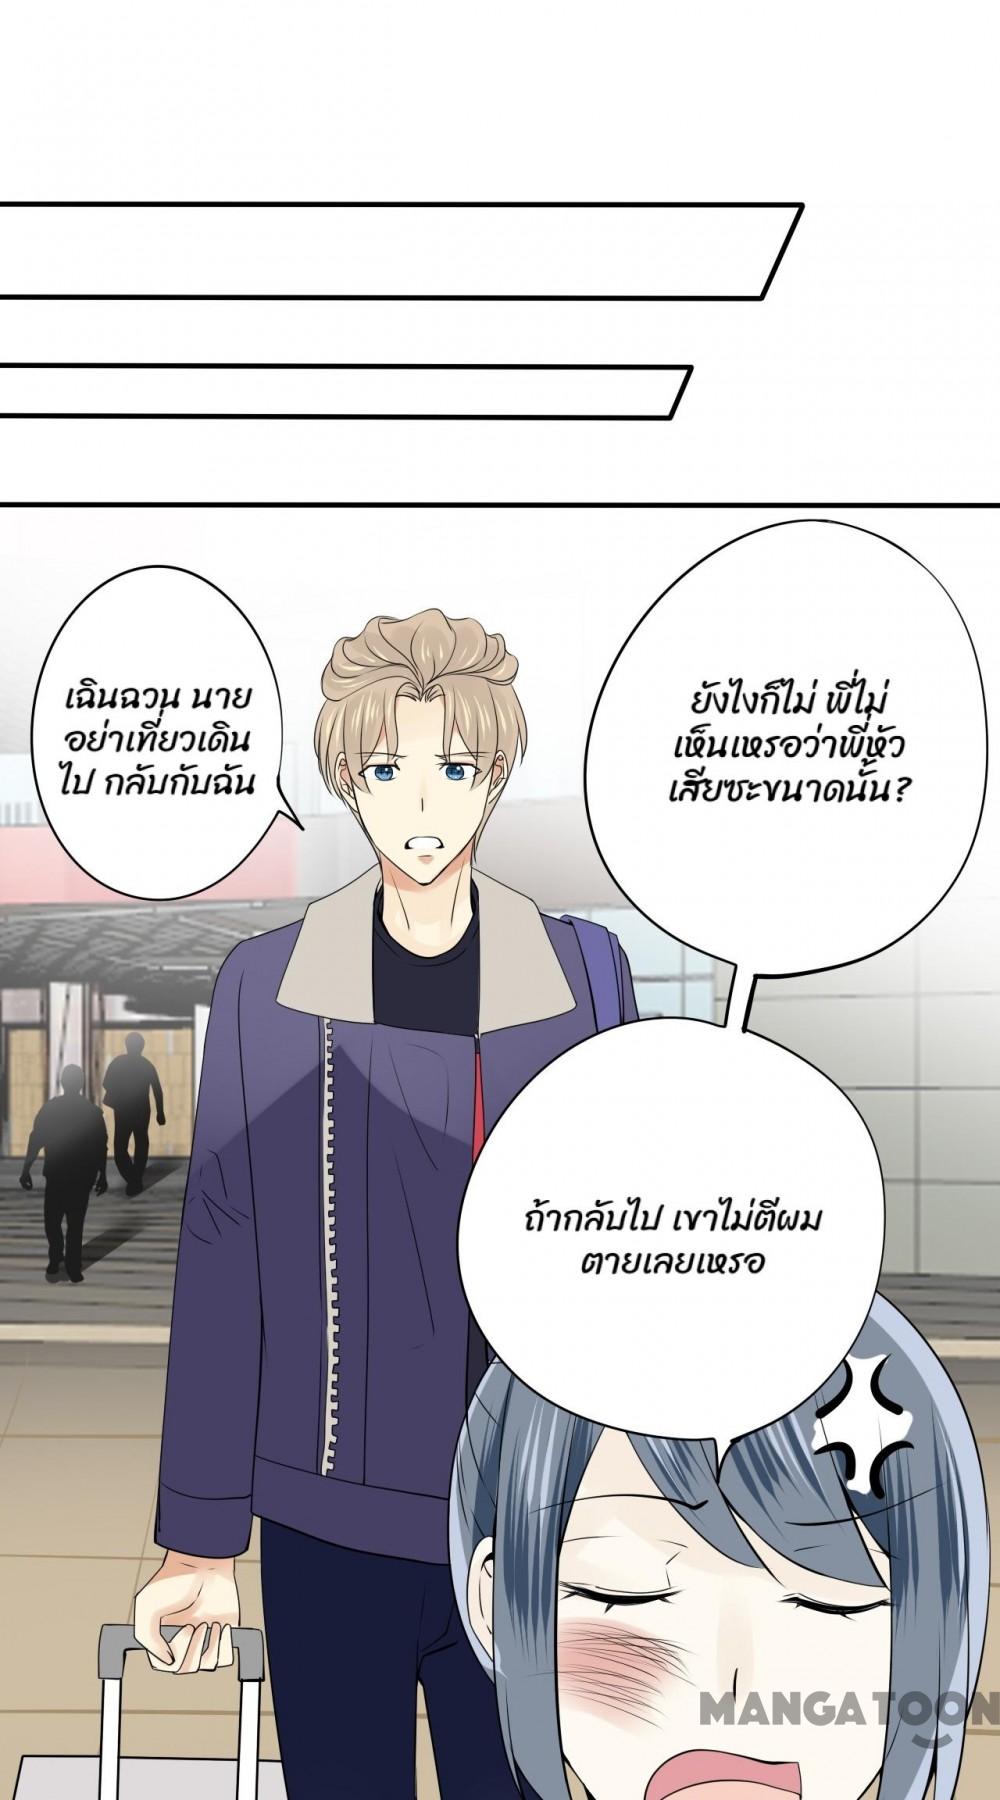 เฉินฉวน นาย
อย่าเที่ยวเดิน
ไป กลับกับฉัน
ยังไงก็ไม่ พี่ไม่
เห็นเหรอว่าพี่หัว
เสียซะขนาดนั้น?
ถ้ากลับไป เขาไม่ตีผม
ตายเลยเหรอ
MANGATOON